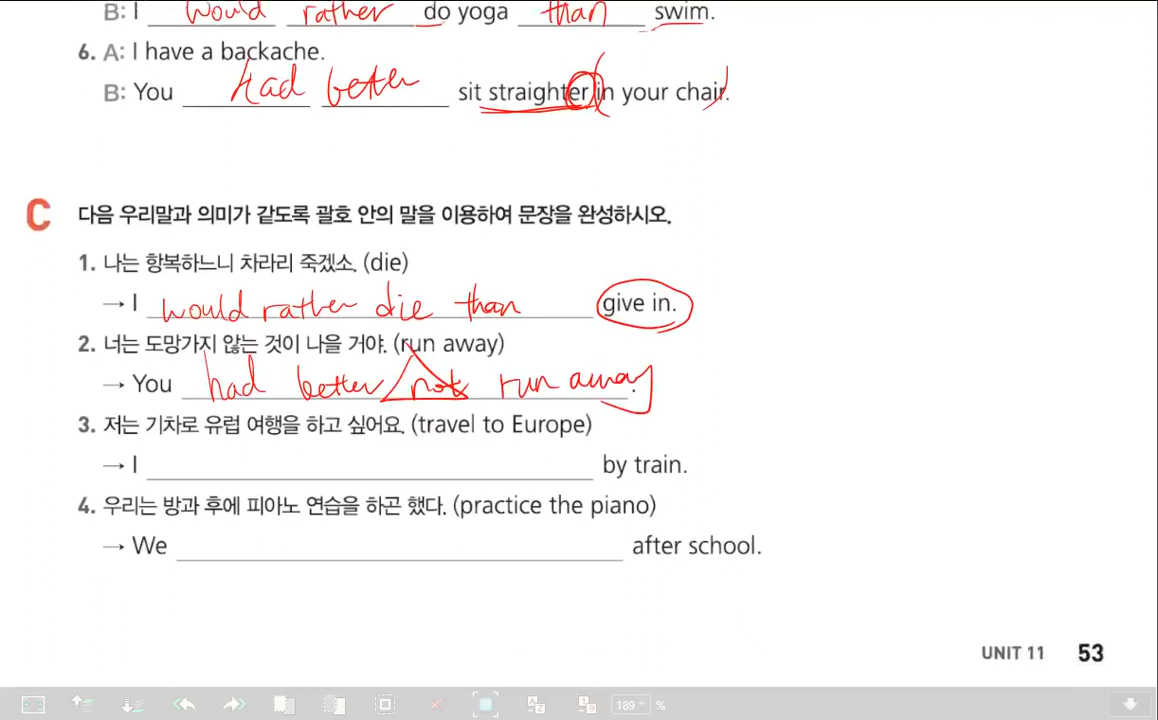 B: I would rather do yoga than swim.
6. A: I have a backache.
B: You had better sit straighter in your chair.
C 다음 우리말과 의미가 같도록 괄호 안의 말을 이용하여 문장을 완성하시오.
1. 나는 항복하느니 차라리 죽겠소. (die)
→ I would rather die than give in.
2. 너는 도망가지 않는 것이 나을 거야. (run away)
→ You had better not run away.
3. 저는 기차로 유럽 여행을 하고 싶어요. (travel to Europe)
→ I by train.
4. 우리는 방과 후에 피아노 연습을 하곤 했다. (practice the piano)
→ We after school.
UNIT 11 53
189 %